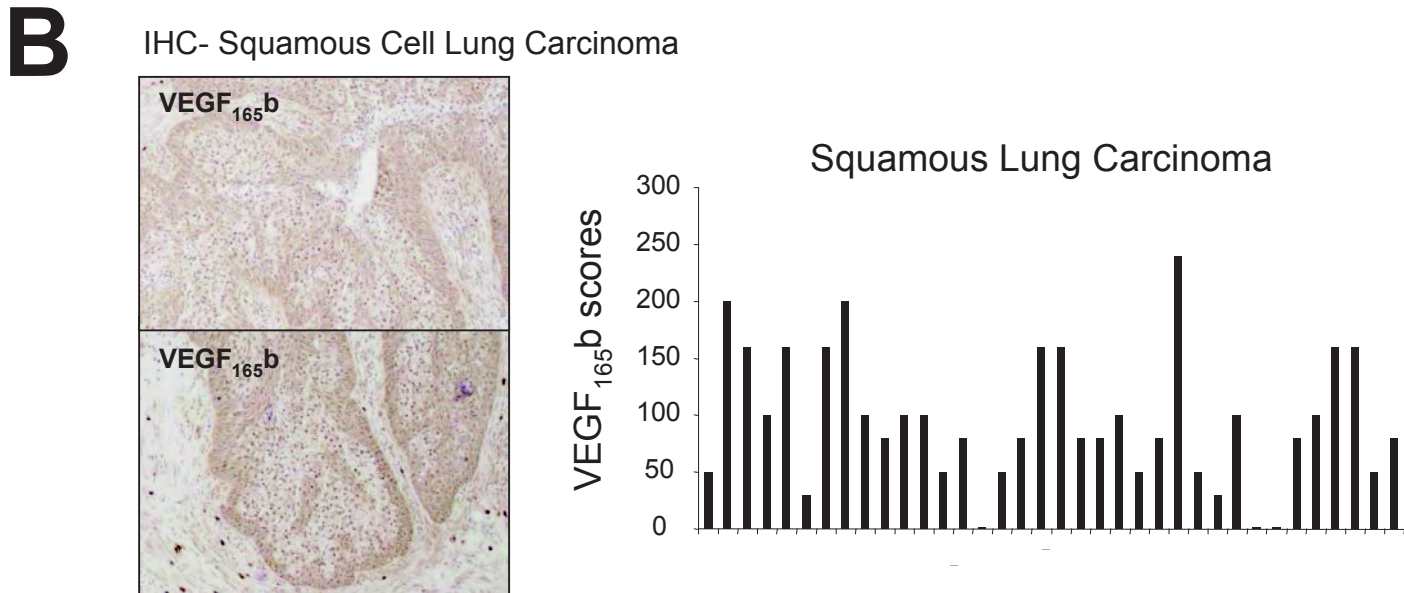 B
IHC- Squamous Cell Lung Carcinoma
VEGF₁₆₅b
VEGF₁₆₅b
Squamous Lung Carcinoma
VEGF₁₆₅b scores
300
250
200
150
100
50
0